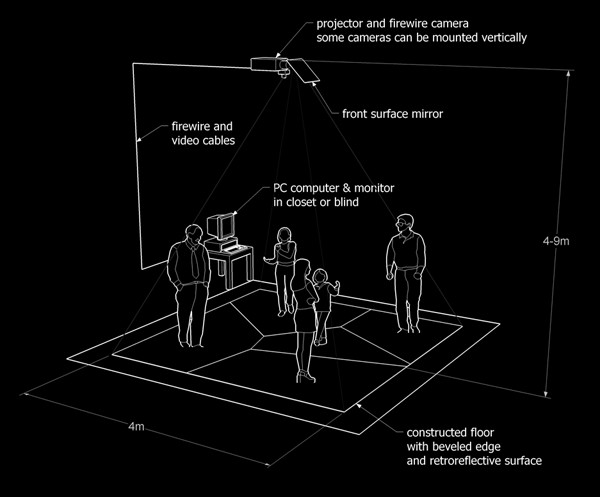 projector and firewire camera
some cameras can be mounted vertically
front surface mirror
firewire and
video cables
PC computer & monitor
in closet or blind
4-9m
4m
constructed floor
with beveled edge
and retroreflective surface